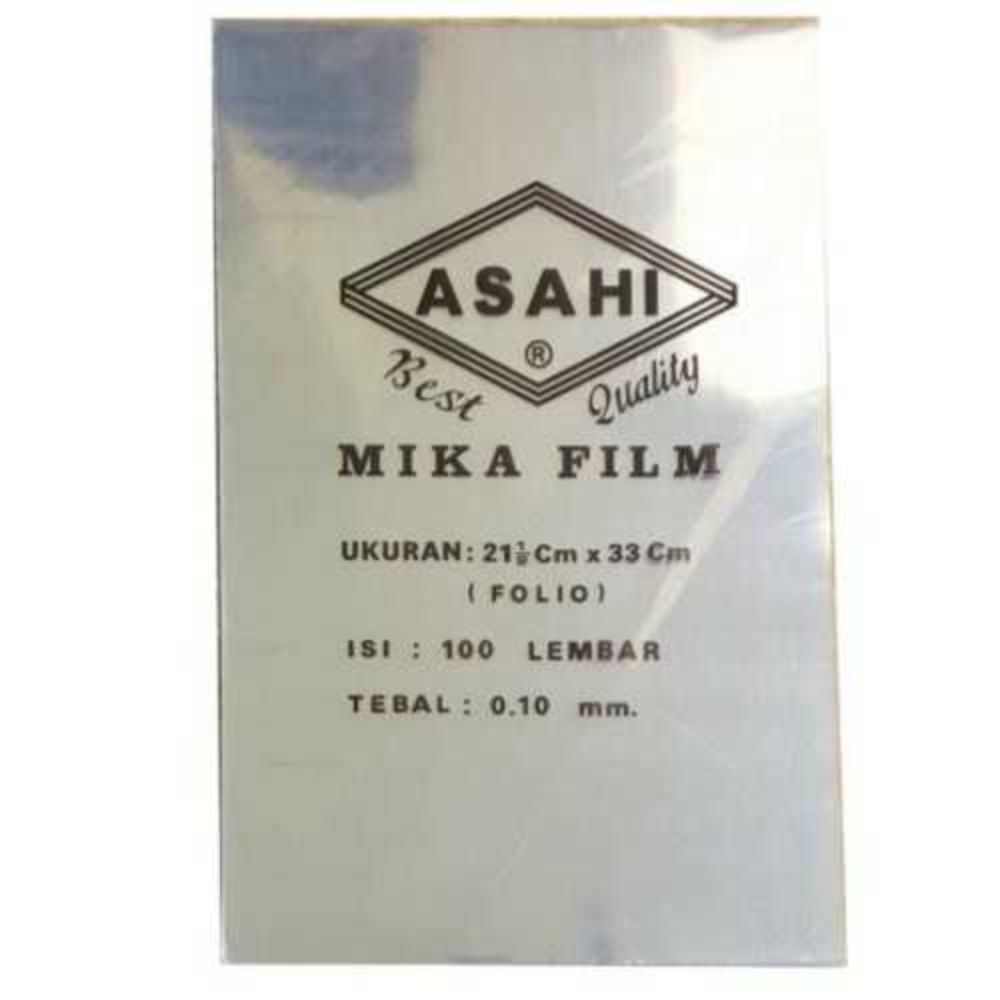 ASAHI
®
Best Quality
MIKA FILM
UKURAN: 21½ Cm x 33 Cm
( FOLIO )
ISI : 100 LEMBAR
TEBAL : 0.10 mm.